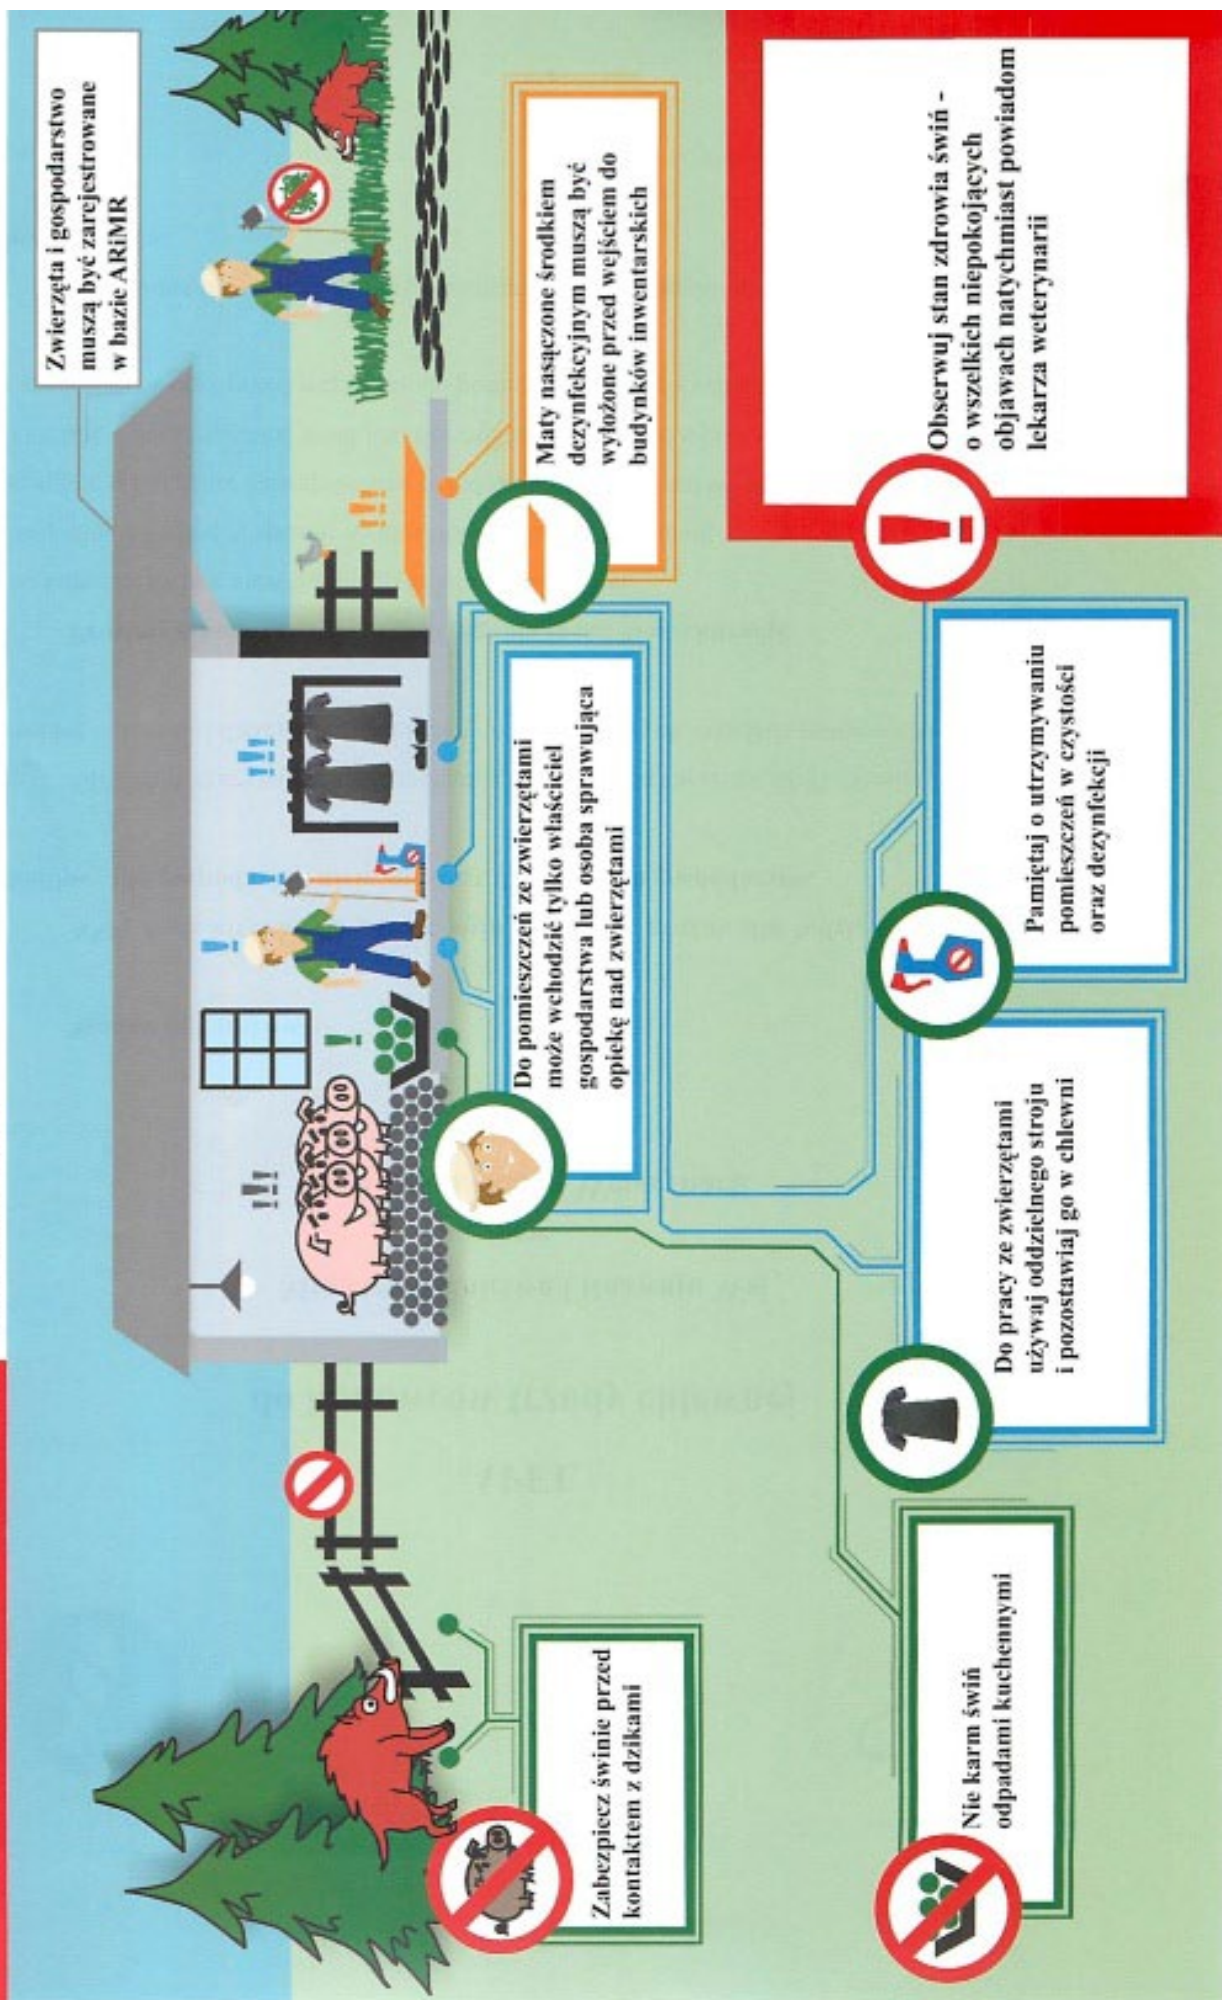 Zwierzęta i gospodarstwo
muszą być zarejestrowane
w bazie ARiMR
Zabezpiecz świnie przed
kontaktem z dzikami
Do pomieszczeń ze zwierzętami
może wchodzić tylko właściciel
gospodarstwa lub osoba sprawująca
opiekę nad zwierzętami
Maty nasączone środkiem
dezynfekcyjnym muszą być
wyłożone przed wejściem do
budynków inwentarskich
Nie karm świń
odpadami kuchennymi
Do pracy ze zwierzętami
używaj oddzielnego stroju
i pozostawiaj go w chlewni
Pamiętaj o utrzymywaniu
pomieszczeń w czystości
oraz dezynfekcji
Obserwuj stan zdrowia świń -
o wszelkich niepokojących
objawach natychmiast powiadom
lekarza weterynarii